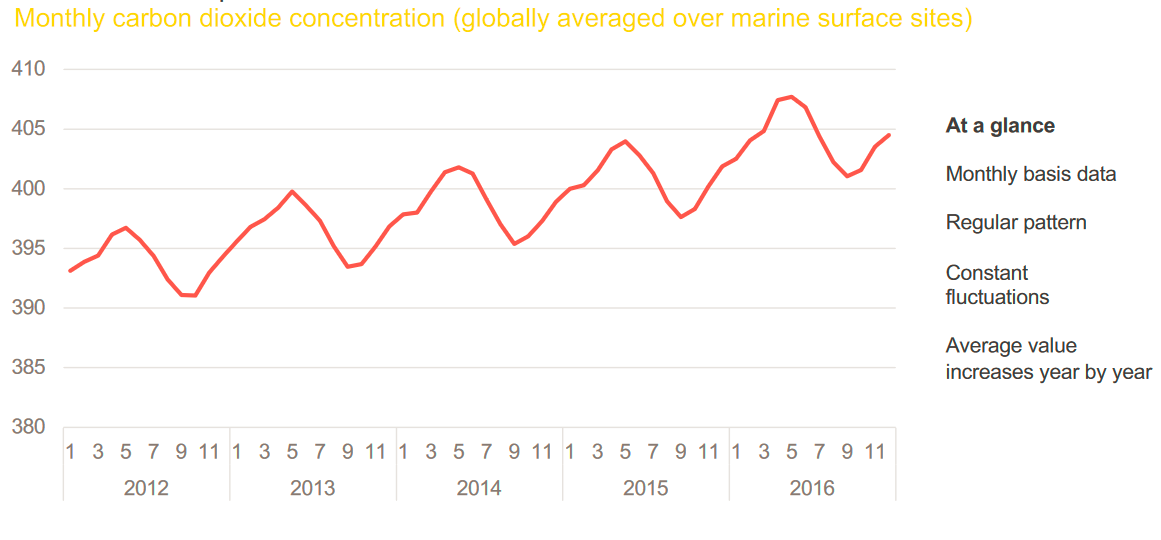 Monthly carbon dioxide concentration (globally averaged over marine surface sites)
410
405
400
395
390
385
380
1 3 5 7 9 11 1 3 5 7 9 11 1 3 5 7 9 11 1 3 5 7 9 11 1 3 5 7 9 11
2012 2013 2014 2015 2016
At a glance
Monthly basis data
Regular pattern
Constant
fluctuations
Average value
increases year by year